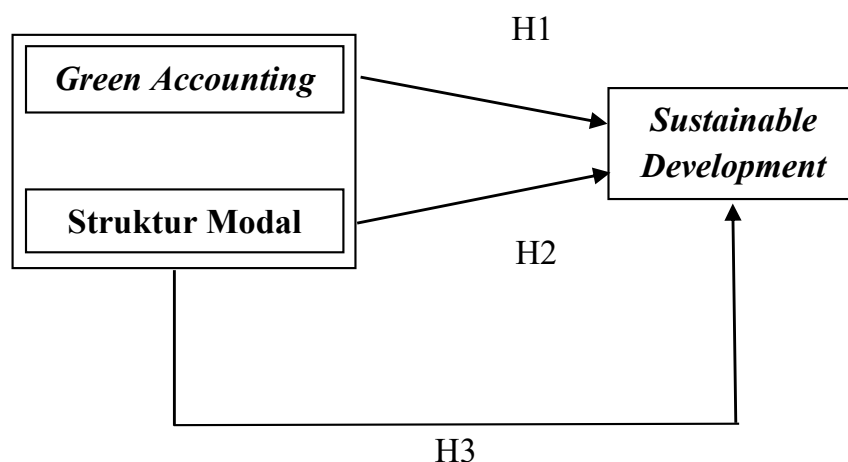 H1
Green Accounting
Sustainable
Development
Struktur Modal
H2
H3